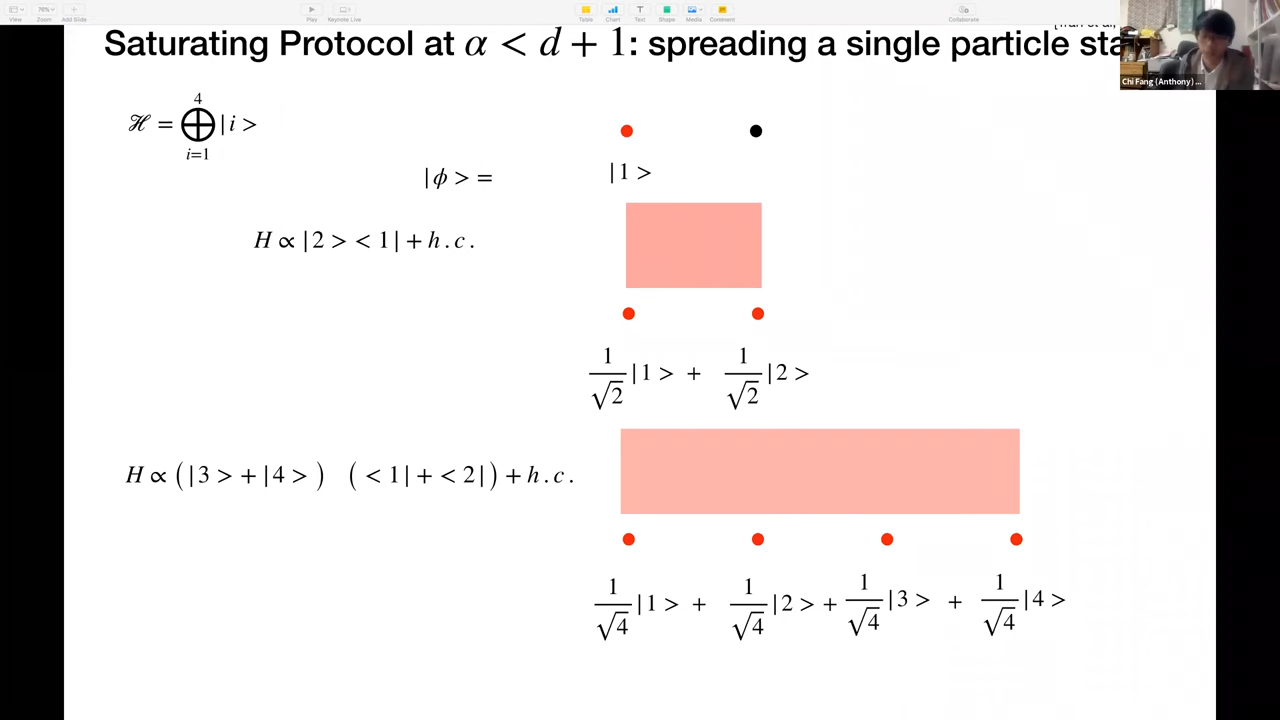 View
Zoom
Add Slide
Play
Keynote Live
Table
Chart
Text
Shape
Media
Comment
Collaborate
Saturating Protocol at α < d + 1: spreading a single particle sta
Chi Fang (Anthony) ...
ℋ = ⨁_{i=1}^{4} | i >
| ϕ > =
| 1 >
H ∝ | 2 > < 1 | + h . c .
1/√2 | 1 > + 1/√2 | 2 >
H ∝ ( | 3 > + | 4 > ) ( < 1 | + < 2 | ) + h . c .
1/√4 | 1 > + 1/√4 | 2 > + 1/√4 | 3 > + 1/√4 | 4 >